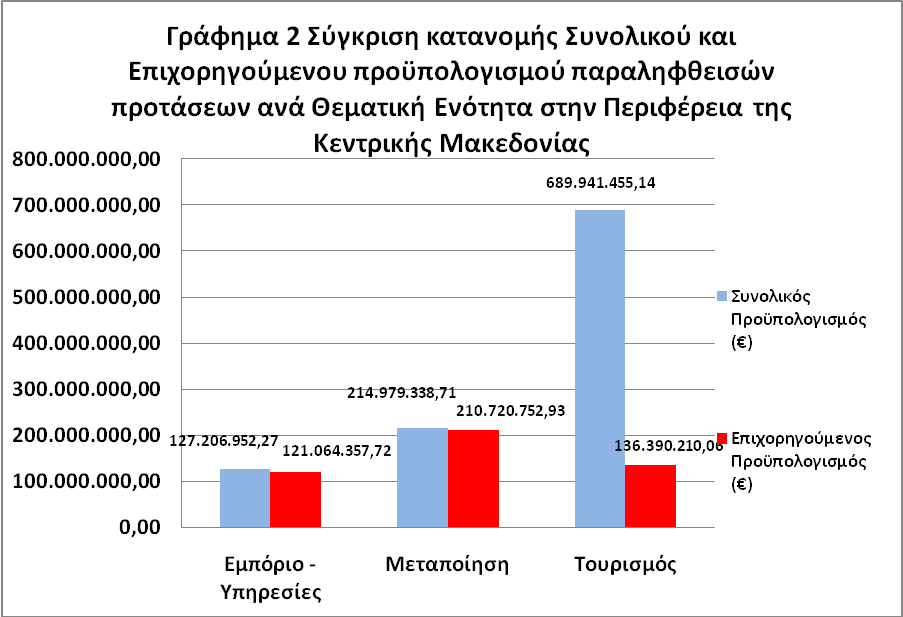 Γράφημα 2 Σύγκριση κατανομής Συνολικού και
Επιχορηγούμενου προϋπολογισμού παραληφθεισών
προτάσεων ανά Θεματική Ενότητα στην Περιφέρεια της
Κεντρικής Μακεδονίας
800.000.000,00
700.000.000,00
600.000.000,00
500.000.000,00
400.000.000,00
300.000.000,00
200.000.000,00
100.000.000,00
0,00
127.206.952,27
121.064.357,72
214.979.338,71
210.720.752,93
689.941.455,14
136.390.210,06
Εμπόριο -
Υπηρεσίες
Μεταποίηση
Τουρισμός
Συνολικός
Προϋπολογισμός
(€)
Επιχορηγούμενος
Προϋπολογισμός
(€)